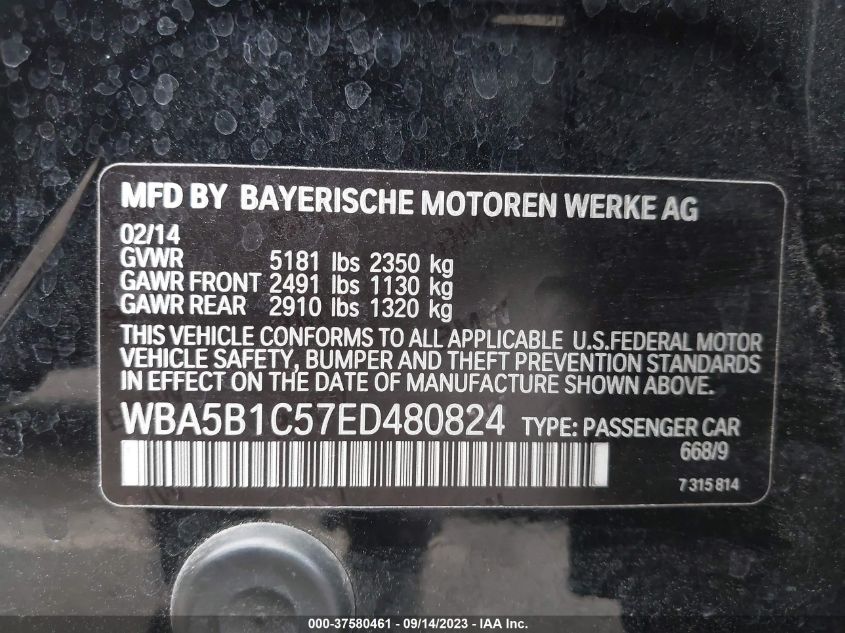 MFD BY BAYERISCHE MOTOREN WERKE AG
02/14
GVWR 5181 lbs 2350 kg
GAWR FRONT 2491 lbs 1130 kg
GAWR REAR 2910 lbs 1320 kg
THIS VEHICLE CONFORMS TO ALL APPLICABLE U.S.FEDERAL MOTOR
VEHICLE SAFETY, BUMPER AND THEFT PREVENTION STANDARDS
IN EFFECT ON THE DATE OF MANUFACTURE SHOWN ABOVE.
WBA5B1C57ED480824 TYPE: PASSENGER CAR
668/9
7 315 814
000-37580461 - 09/14/2023 - IAA Inc.